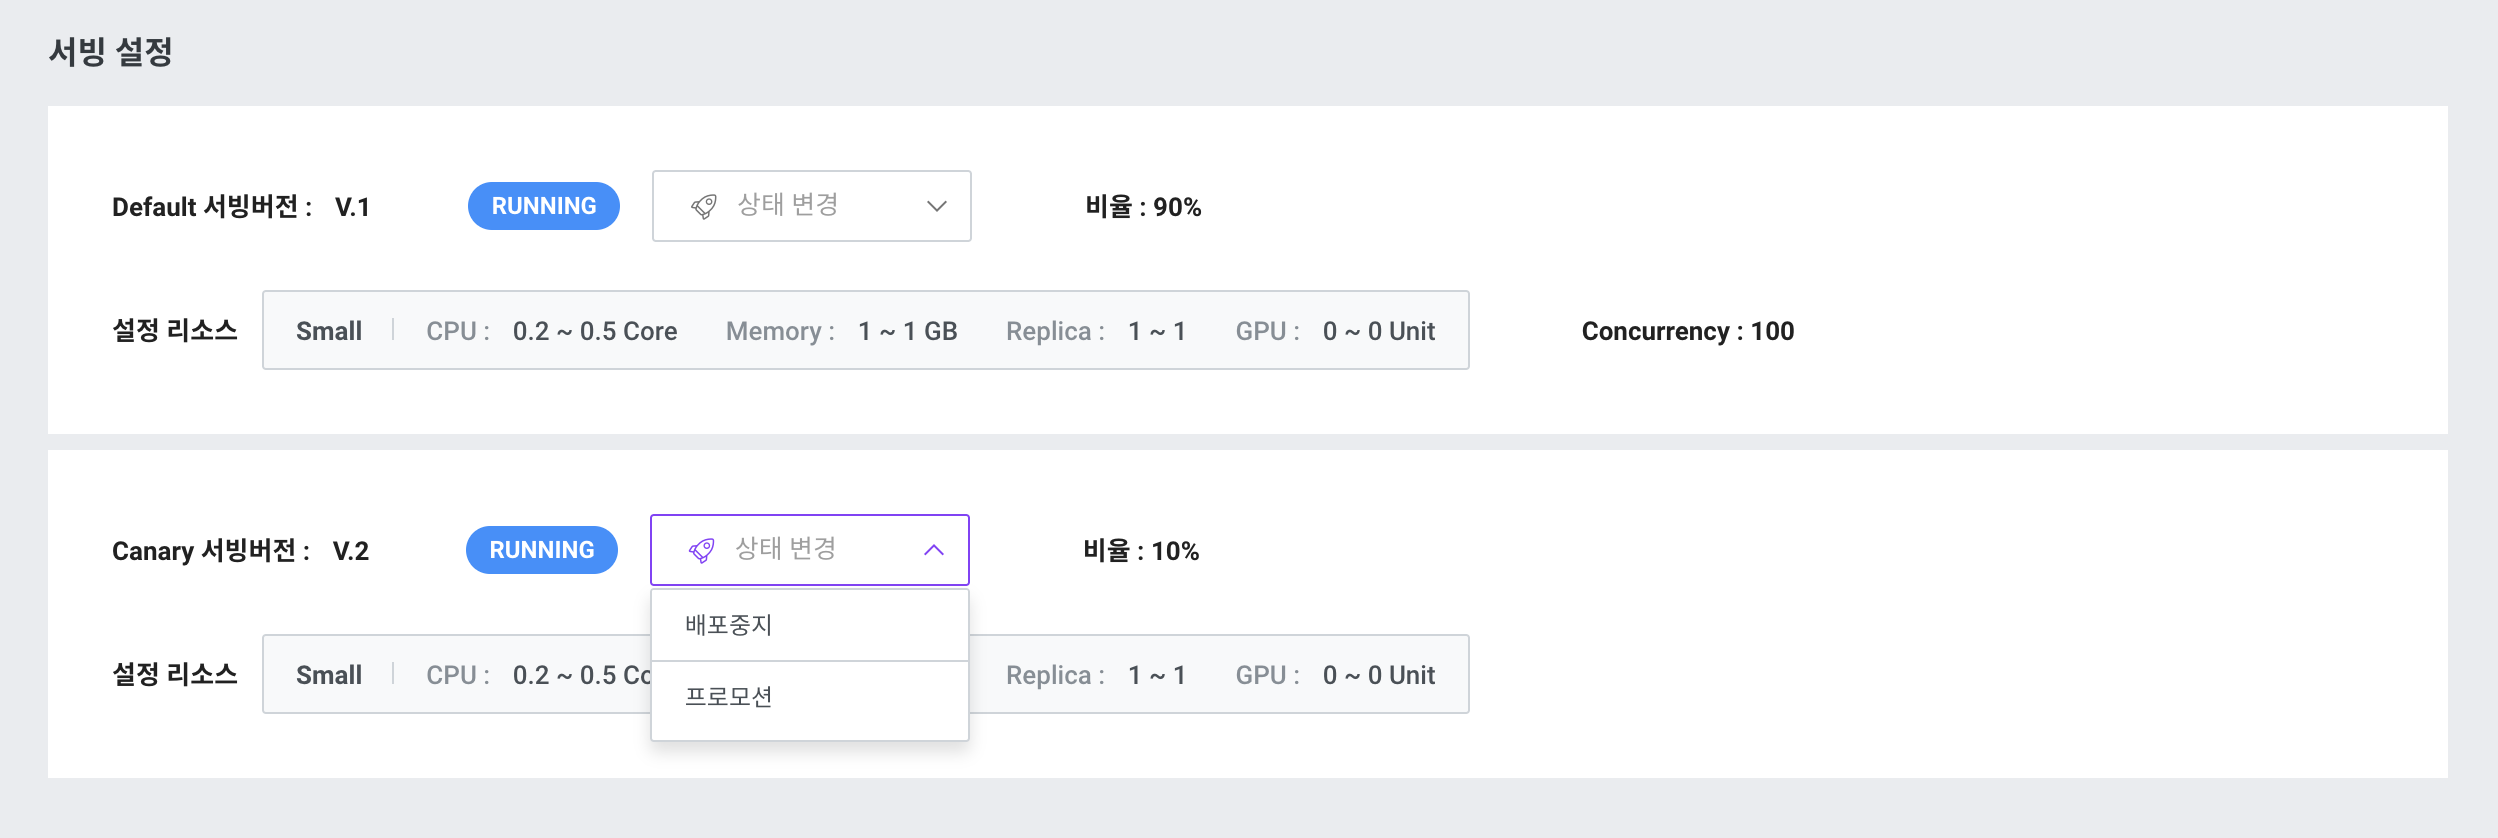 서빙 설정
Default 서빙버전 : V.1 RUNNING 상태 변경 비율 : 90%
설정 리소스 Small CPU : 0.2 ~ 0.5 Core Memory : 1 ~ 1 GB Replica : 1 ~ 1 GPU : 0 ~ 0 Unit Concurrency : 100
Canary 서빙버전 : V.2 RUNNING 상태 변경 비율 : 10%
배포중지
설정 리소스 Small CPU : 0.2 ~ 0.5 Co Replica : 1 ~ 1 GPU : 0 ~ 0 Unit
프로모션